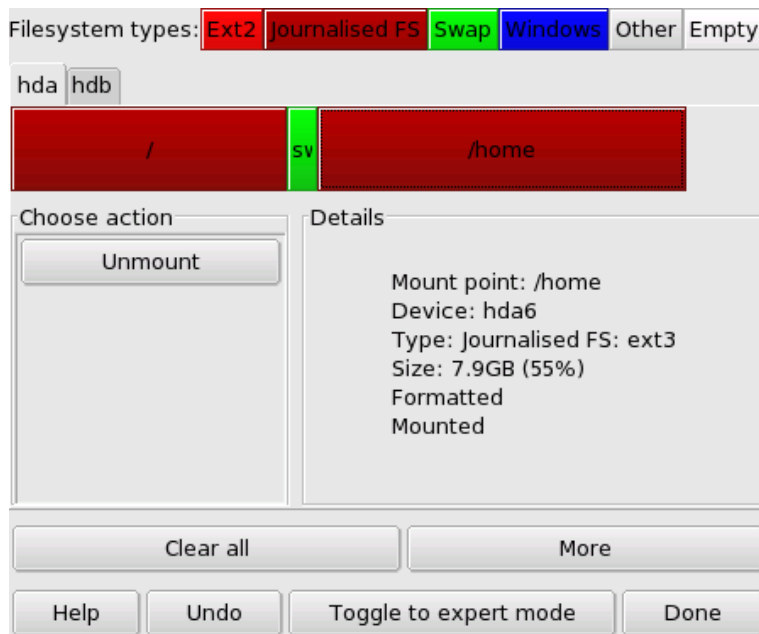 Filesystem types: Ext2 Journalised FS Swap Windows Other Empty
hda hdb
/ sw /home
Choose action
Unmount
Details
Mount point: /home
Device: hda6
Type: Journalised FS: ext3
Size: 7.9GB (55%)
Formatted
Mounted
Clear all More
Help Undo Toggle to expert mode Done